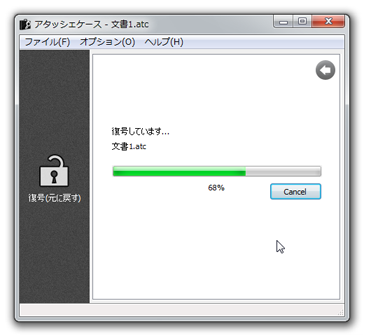 アタッシェケース - 文書1.atc
ファイル(F) オプション(O) ヘルプ(H)
復号しています...
文書1.atc
68%
Cancel
復号(元に戻す)